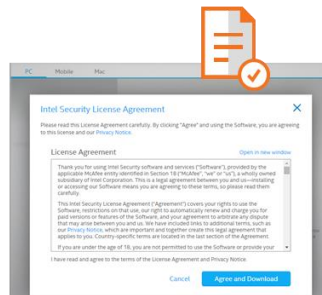 PC Mobile Mac
Intel Security License Agreement
Please read this License Agreement carefully. By clicking "Agree" and using the Software, you are agreeing
to this license and our Privacy Notice.
License Agreement Open in new window
Thank you for using Intel Security software and services ("Software"), provided by the
applicable McAfee entity identified in Section 18 ("McAfee", "we" or "us"), a wholly owned
subsidiary of Intel Corporation. This is a legal agreement between you and us—installing
or accessing our Software means you are agreeing to these terms, so please read them
carefully.
This Intel Security License Agreement ("Agreement") covers your rights to use the
Software, restrictions on that use, our right to automatically renew and charge you for
paid versions or features of the Software, and your agreement to arbitrate any dispute
that may arise between you and us. We have included links to additional terms, such as
our Privacy Notice, which are important and together create this legal agreement that
applies to you. Country-specific terms are located in the last section of the Agreement.
If you are under the age of 18, you are not permitted to use the Software or provide your
I have read and agree to the terms of the License Agreement and Privacy Notice.
Cancel Agree and Download